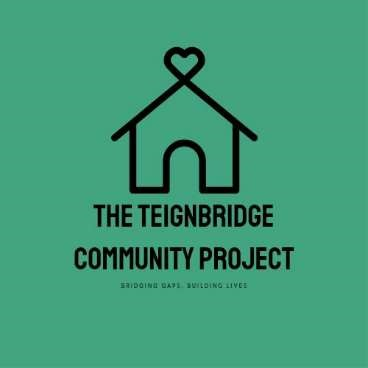 THE TEIGNBRIDGE
COMMUNITY PROJECT
BRIDGING GAPS, BUILDING LIVES